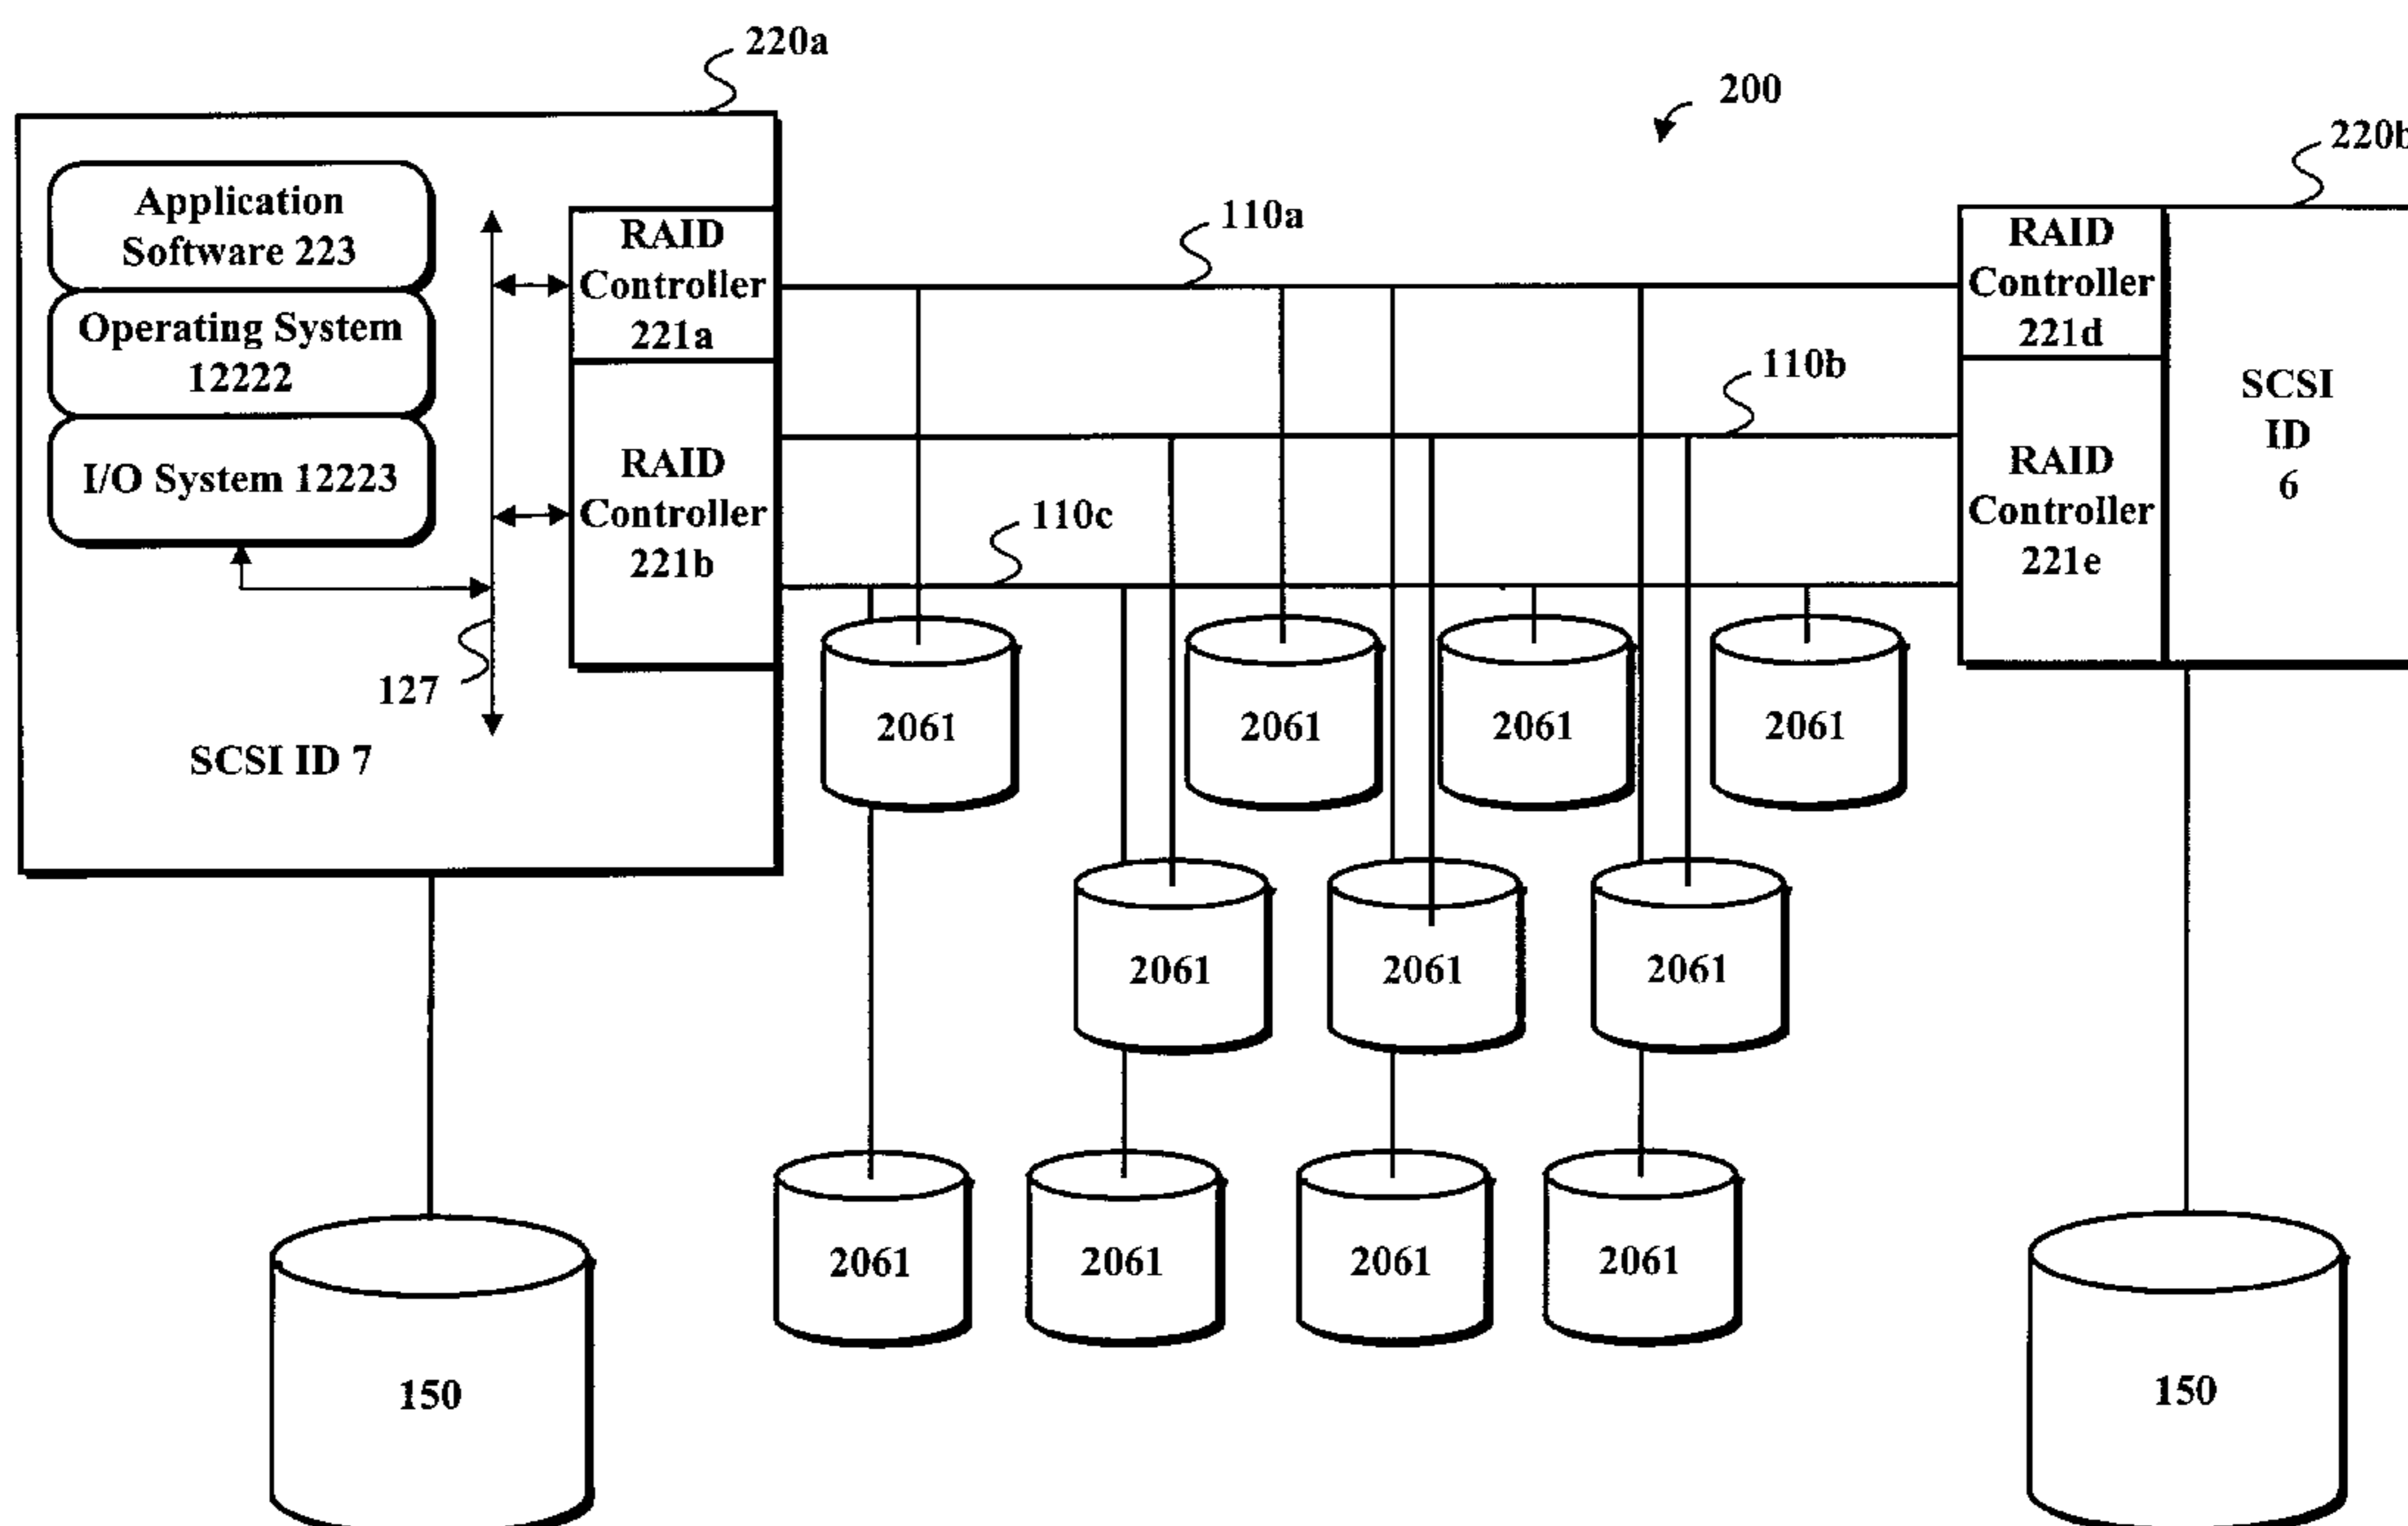 220a
200
220b
Application
Software 223
Operating System
12222
I/O System 12223
127
SCSI ID 7
RAID
Controller
221a
RAID
Controller
221b
110a
110b
110c
RAID
Controller
221d
RAID
Controller
221e
SCSI
ID
6
2061
2061
2061
2061
2061
2061
2061
2061
2061
2061
2061
150
150